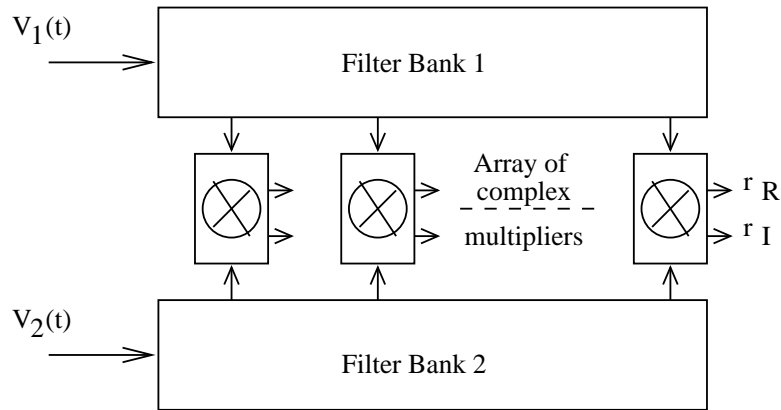 V1(t)
Filter Bank 1
Array of
complex
multipliers
r R
r I
V2(t)
Filter Bank 2